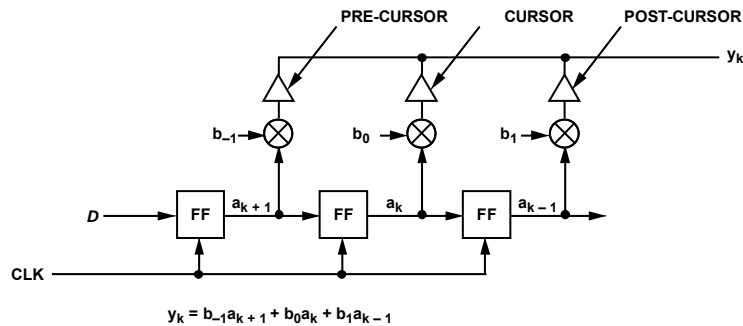 PRE-CURSOR CURSOR POST-CURSOR
yₖ
b₋₁ b₀ b₁
D FF aₖ₊₁ FF aₖ FF aₖ₋₁
CLK
yₖ = b₋₁aₖ₊₁ + b₀aₖ + b₁aₖ₋₁